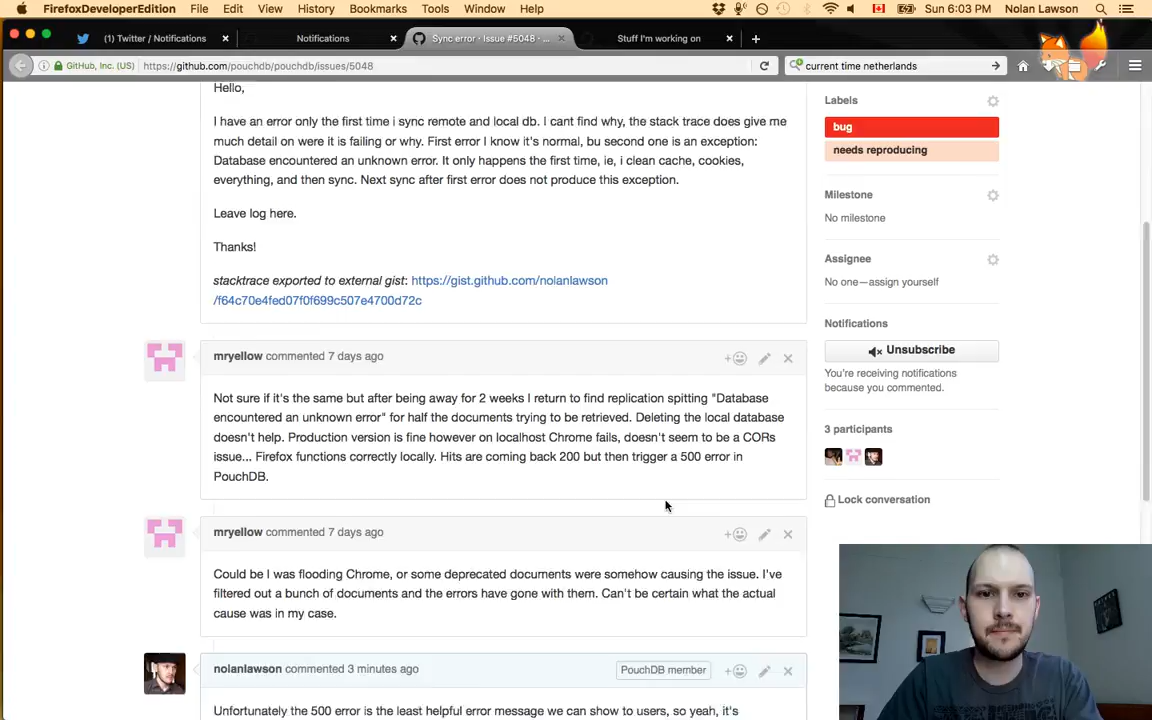 FirefoxDeveloperEdition File Edit View History Bookmarks Tools Window Help Sun 6:03 PM Nolan Lawson
(1) Twitter / Notifications × Notifications × Sync error · Issue #5048 - ... × Stuff I'm working on × +
GitHub, Inc. (US) https://github.com/pouchdb/pouchdb/issues/5048 current time netherlands
Hello,
I have an error only the first time i sync remote and local db. I cant find why, the stack trace does give me
much detail on were it is failing or why. First error I know it's normal, bu second one is an exception:
Database encountered an unknown error. It only happens the first time, ie, i clean cache, cookies,
everything, and then sync. Next sync after first error does not produce this exception.
Leave log here.
Thanks!
stacktrace exported to external gist: https://gist.github.com/nolanlawson
/f64c70e4fed07f0f699c507e4700d72c
mryellow commented 7 days ago
Not sure if it's the same but after being away for 2 weeks I return to find replication spitting "Database
encountered an unknown error" for half the documents trying to be retrieved. Deleting the local database
doesn't help. Production version is fine however on localhost Chrome fails, doesn't seem to be a CORs
issue... Firefox functions correctly locally. Hits are coming back 200 but then trigger a 500 error in
PouchDB.
mryellow commented 7 days ago
Could be I was flooding Chrome, or some deprecated documents were somehow causing the issue. I've
filtered out a bunch of documents and the errors have gone with them. Can't be certain what the actual
cause was in my case.
nolanlawson commented 3 minutes ago PouchDB member
Unfortunately the 500 error is the least helpful error message we can show to users, so yeah, it's
Labels
bug
needs reproducing
Milestone
No milestone
Assignee
No one—assign yourself
Notifications
Unsubscribe
You're receiving notifications
because you commented.
3 participants
Lock conversation